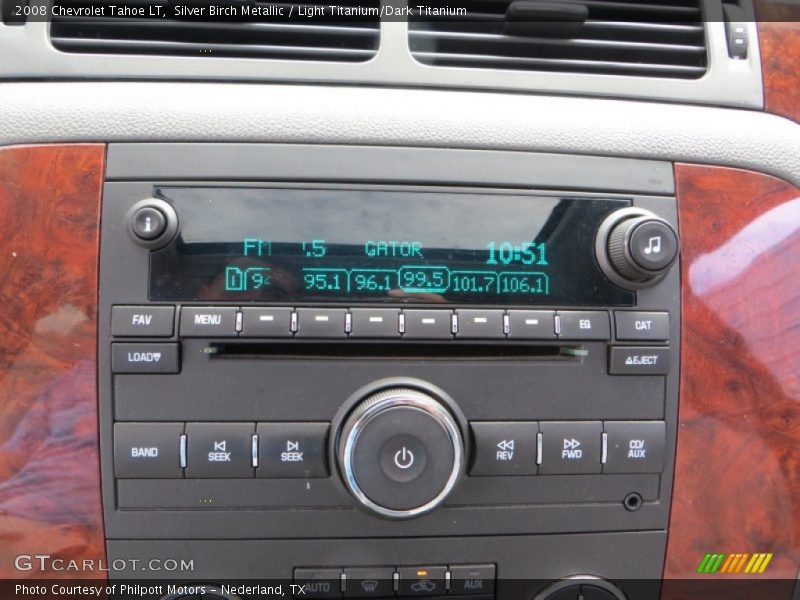 2008 Chevrolet Tahoe LT, Silver Birch Metallic / Light Titanium/Dark Titanium
i
FM .5 GATOR 10:51
95.1 96.1 99.5 101.7 106.1
FAV MENU EQ CAT
LOAD EJECT
BAND SEEK SEEK REV FWD CD/AUX
AUTO AUX
GTCARLOT.COM
Photo Courtesy of Philpott Motors - Nederland, TX